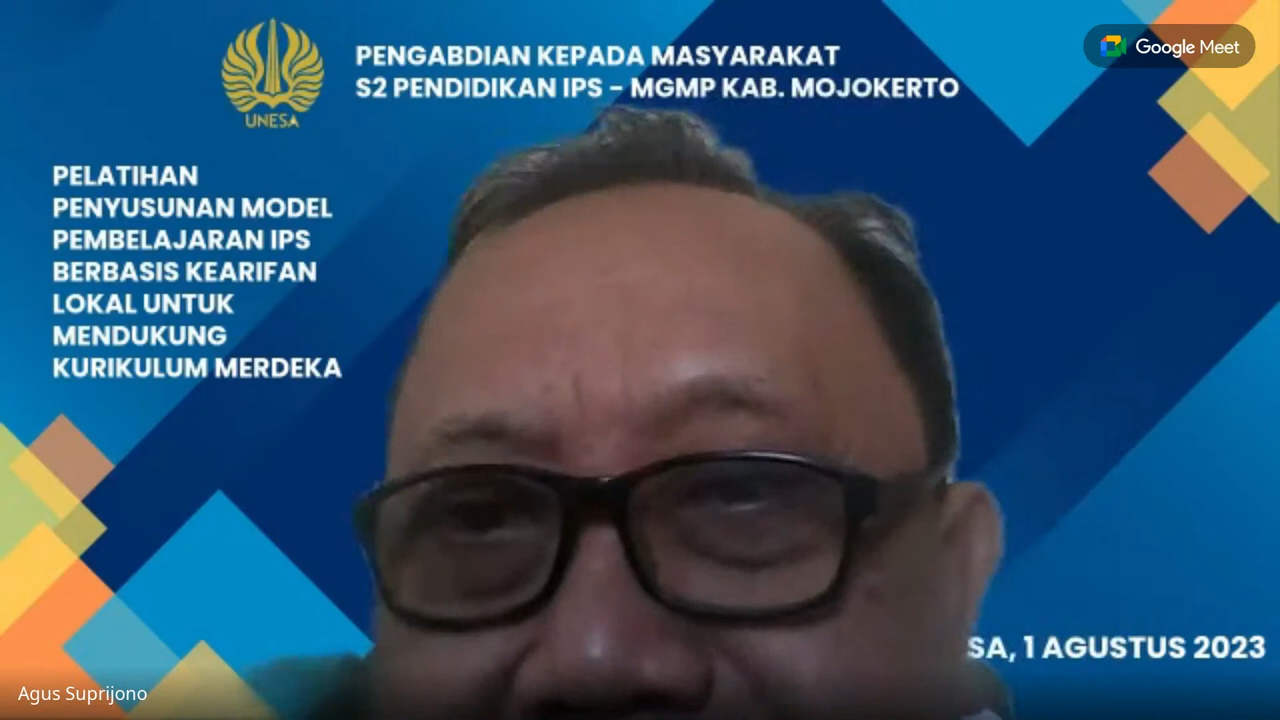 UNESA
PENGABDIAN KEPADA MASYARAKAT
S2 PENDIDIKAN IPS – MGMP KAB. MOJOKERTO
Google Meet
PELATIHAN
PENYUSUNAN MODEL
PEMBELAJARAN IPS
BERBASIS KEARIFAN
LOKAL UNTUK
MENDUKUNG
KURIKULUM MERDEKA
SA, 1 AGUSTUS 2023
Agus Suprijono